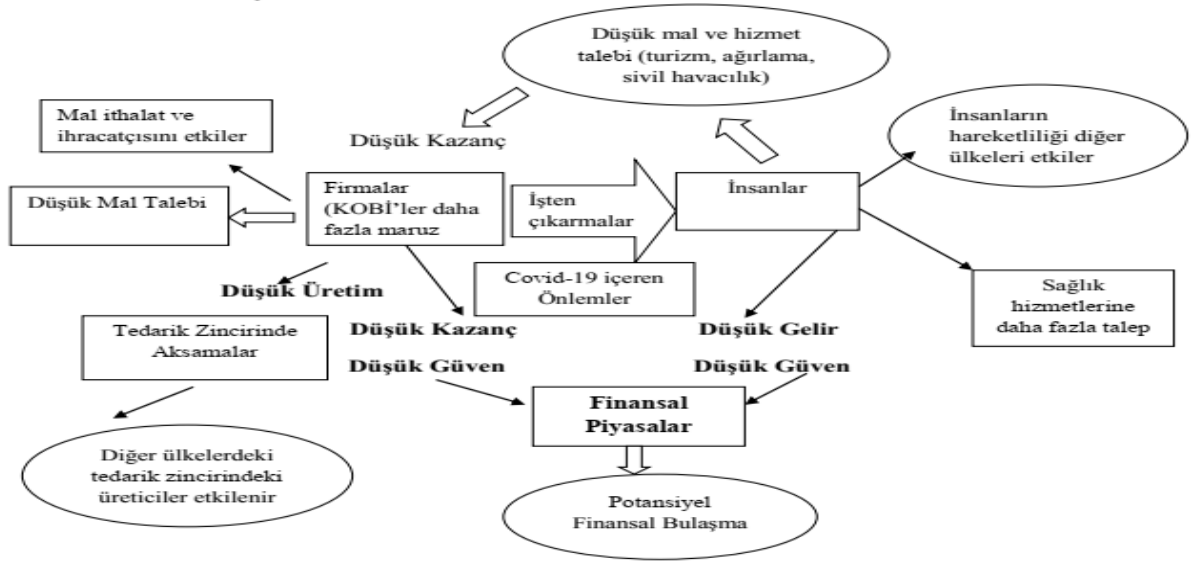 Düşük mal ve hizmet
talebi (turizm, ağırlama,
sivil havacılık)
Mal ithalat ve
ihracatçısını etkiler
Düşük Kazanç
İnsanların
hareketliliği diğer
ülkeleri etkiler
Düşük Mal Talebi
Firmalar
(KOBİ’ler daha
fazla maruz
İşten
çıkarmalar
İnsanlar
Covid-19 içeren
Önlemler
Sağlık
hizmetlerine
daha fazla talep
Düşük Üretim
Tedarik Zincirinde
Aksamalar
Düşük Kazanç
Düşük Gelir
Düşük Güven
Düşük Güven
Finansal
Piyasalar
Diğer ülkelerdeki
tedarik zincirindeki
üreticiler etkilenir
Potansiyel
Finansal Bulaşma